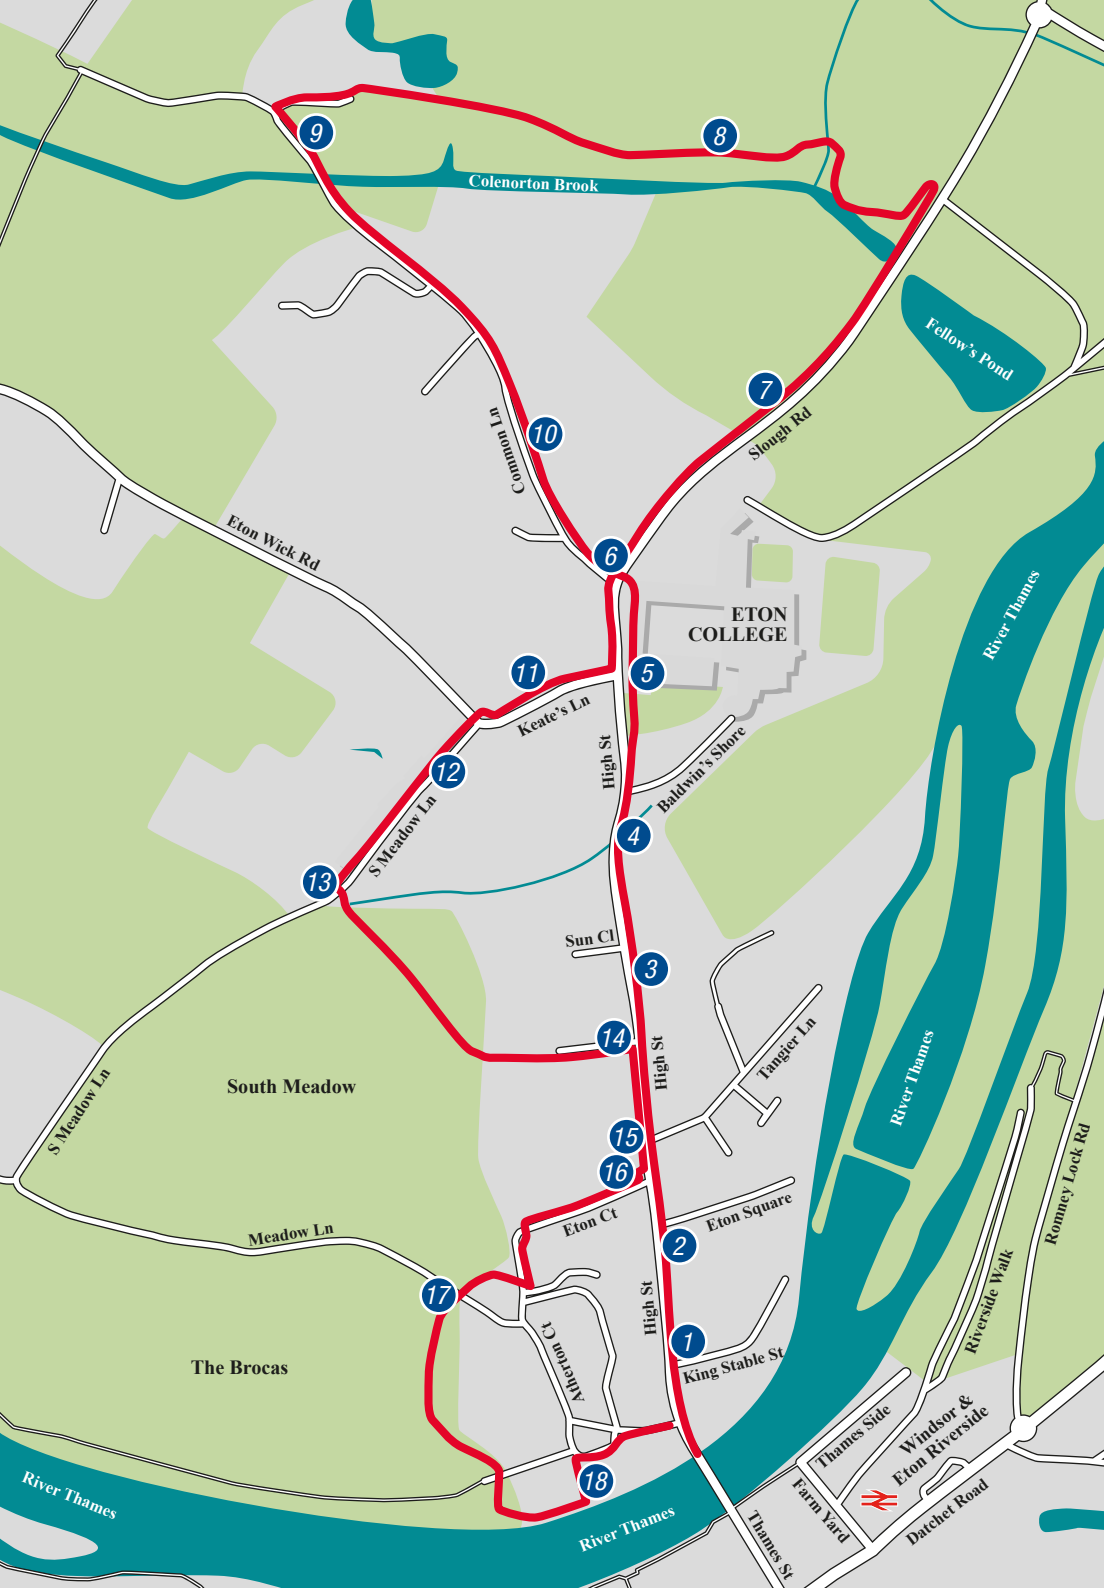 9
8
Colenorton Brook
Fellow's Pond
7
Slough Rd
Common Ln
10
Eton Wick Rd
6
River Thames
ETON
COLLEGE
11
5
Keate's Ln
High St
Baldwin's Shore
12
S Meadow Ln
4
13
Sun Cl
3
14
High St
Tangier Ln
River Thames
South Meadow
S Meadow Ln
15
16
Eton Ct
Eton Square
Romney Lock Rd
Meadow Ln
2
17
High St
Riverside Walk
1
King Stable St
Atherton Ct
The Brocas
Thames Side
Windsor &
Eton Riverside
18
River Thames
River Thames
Farm Yard
Datchet Road
Thames St